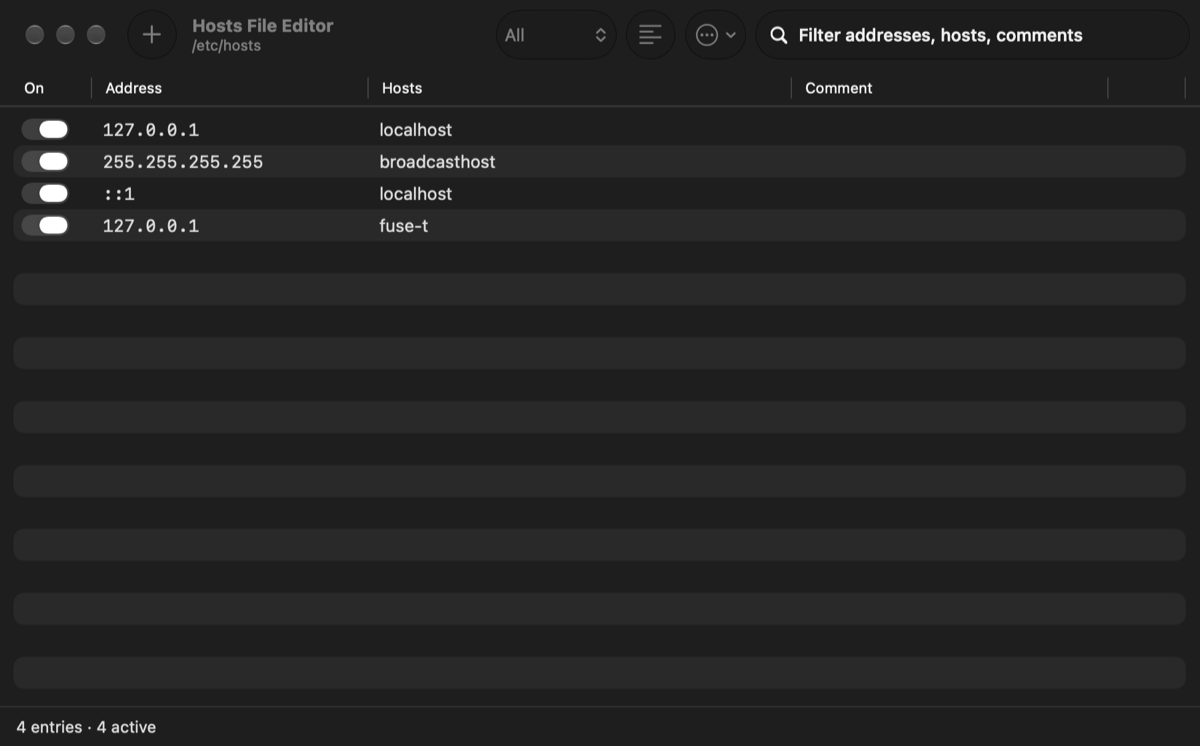 Hosts File Editor
/etc/hosts
All
Filter addresses, hosts, comments
On Address Hosts Comment
127.0.0.1 localhost
255.255.255.255 broadcasthost
::1 localhost
127.0.0.1 fuse-t
4 entries · 4 active